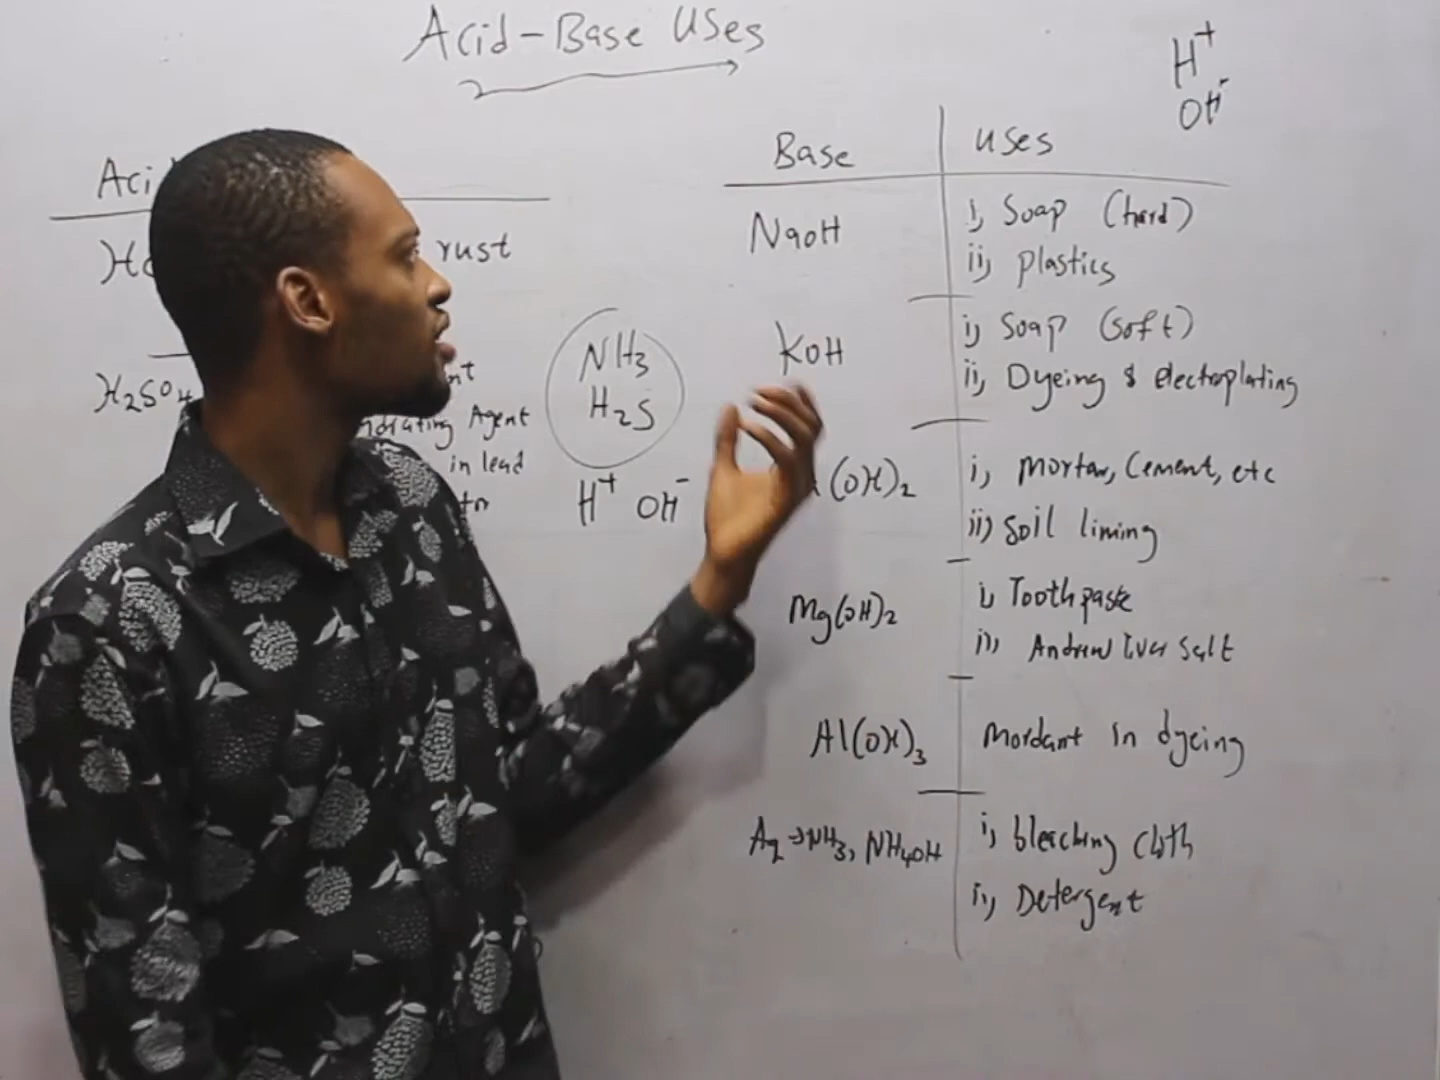 Acid-Base Uses
H+
OH-
Base uses
NaOH i) Soap (hard)
ii) plastics
KOH i) Soap (soft)
ii) Dyeing & electroplating
(OH)2 i) Mortar, Cement, etc
ii) Soil liming
Mg(OH)2 i) Toothpaste
ii) Andrew liver salt
Al(OH)3 Mordant in dyeing
Aq → NH3, NH4OH i) bleaching cloth
ii) Detergent
Aci
rust
H2SO4
Agent
in lead
NH3
H2S
H+ OH-